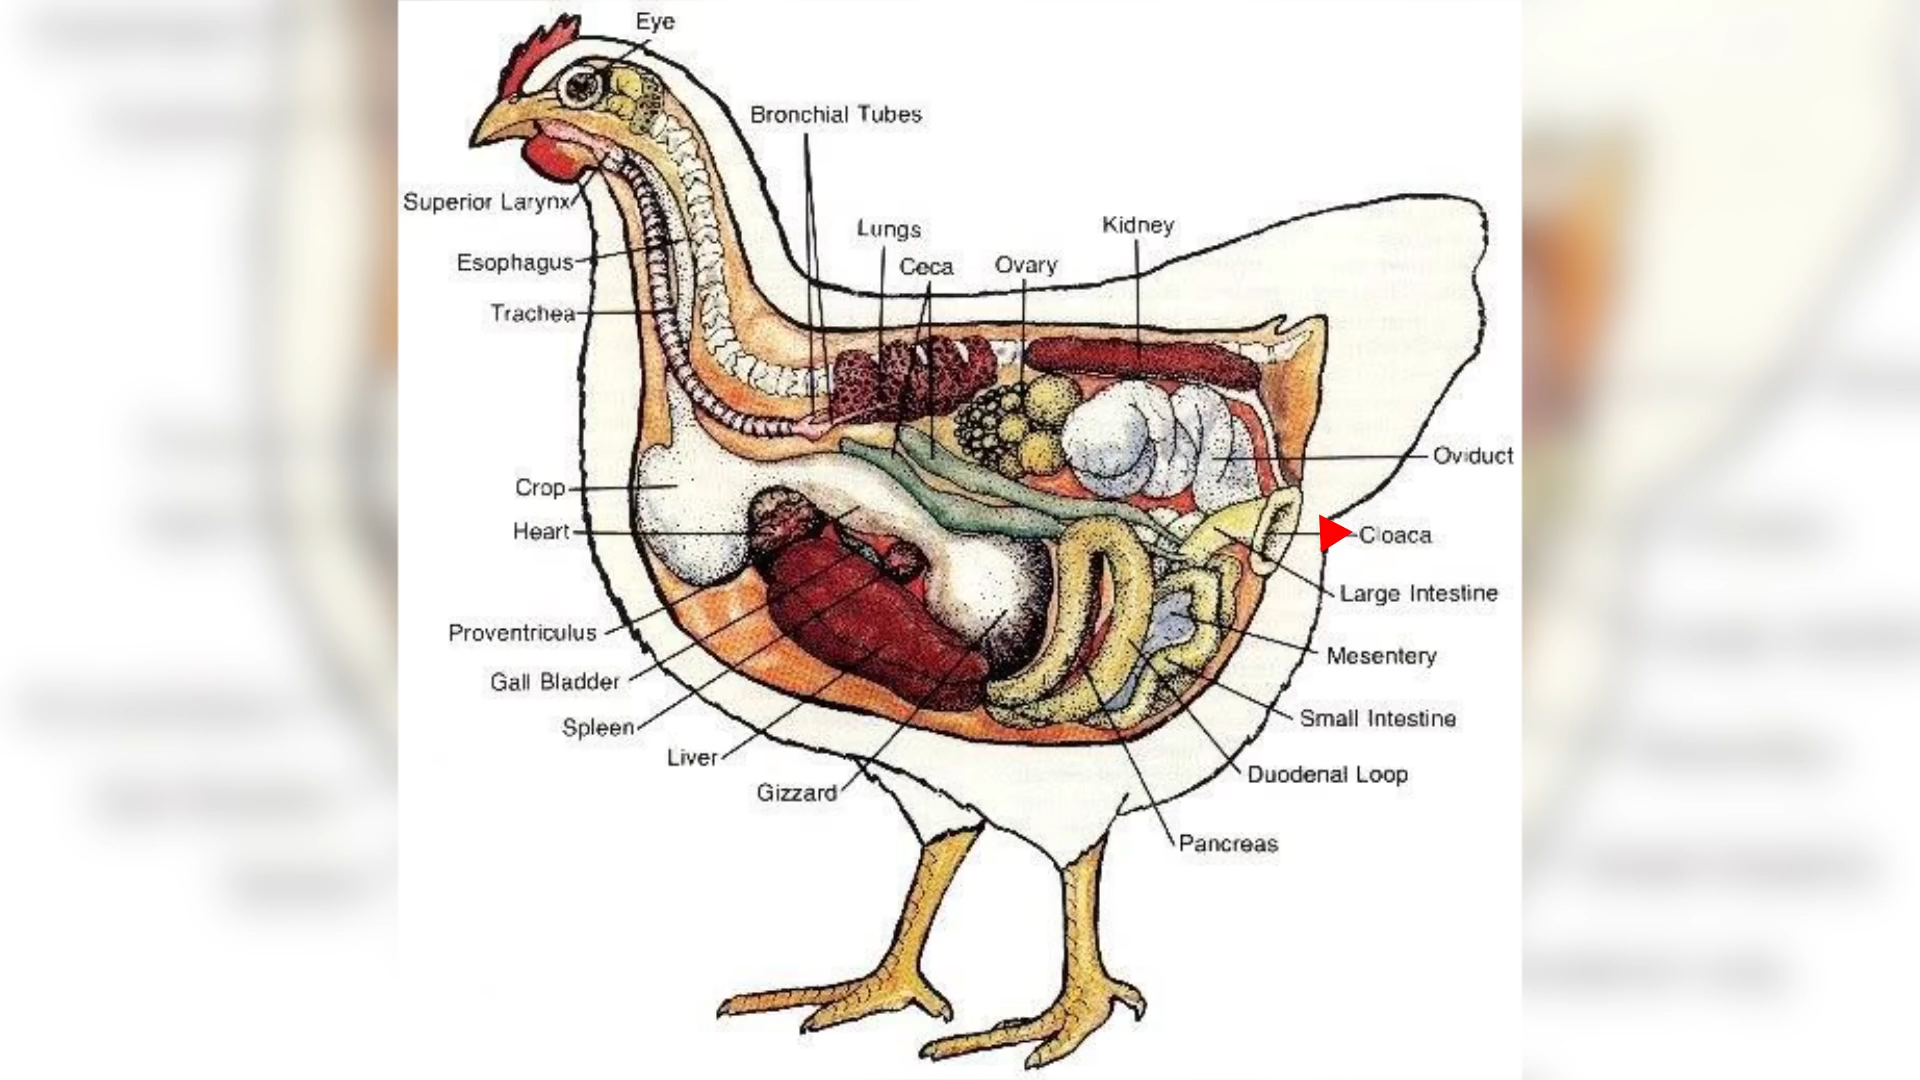 Eye
Bronchial Tubes
Superior Larynx
Lungs
Kidney
Esophagus
Ceca
Ovary
Trachea
Oviduct
Crop
Heart
Cloaca
Large Intestine
Proventriculus
Mesentery
Gall Bladder
Small Intestine
Spleen
Liver
Duodenal Loop
Gizzard
Pancreas